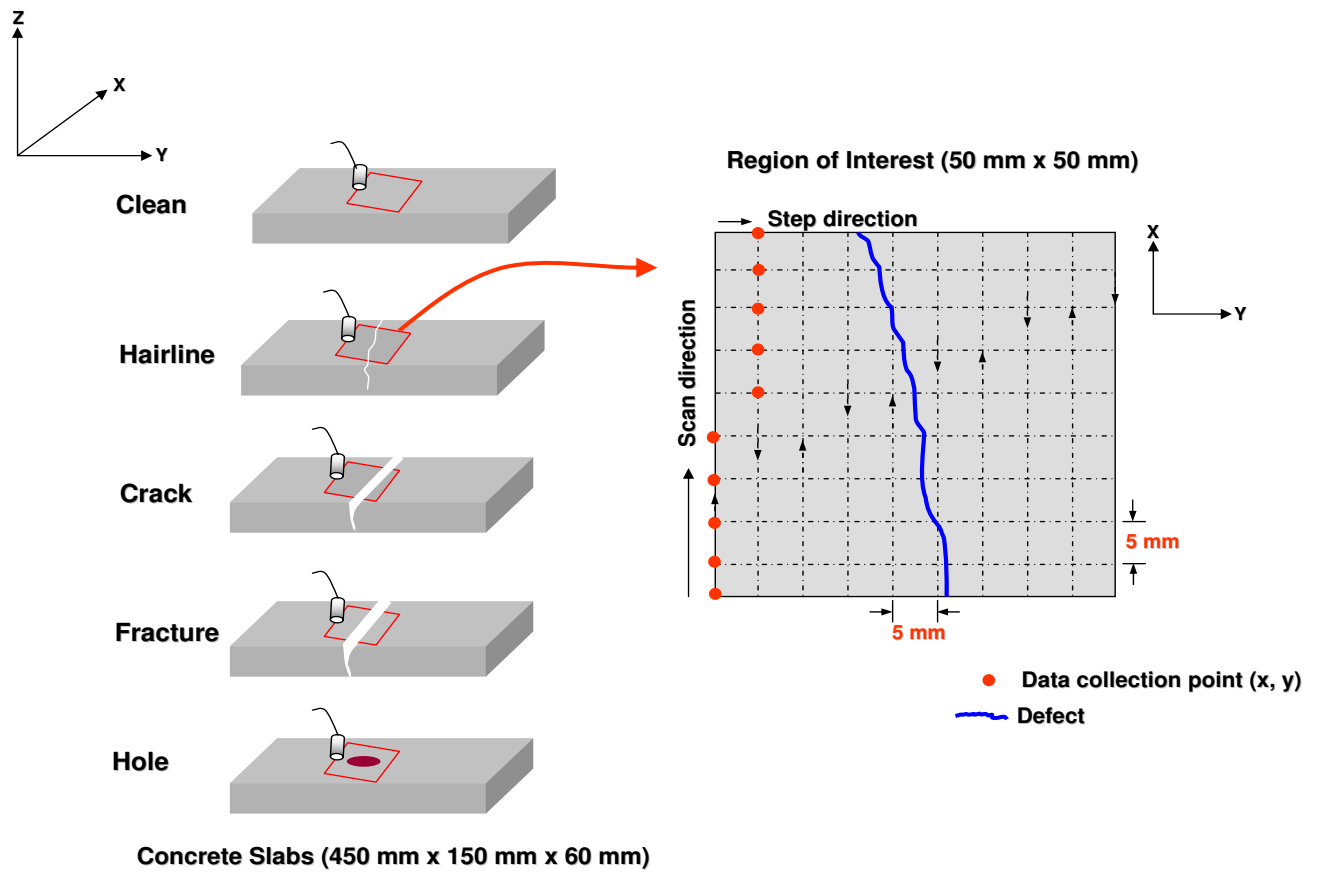 Z
X
Y
Clean
Hairline
Crack
Fracture
Hole
Concrete Slabs (450 mm x 150 mm x 60 mm)
Region of Interest (50 mm x 50 mm)
Step direction
Scan direction
X
Y
5 mm
5 mm
Data collection point (x, y)
Defect